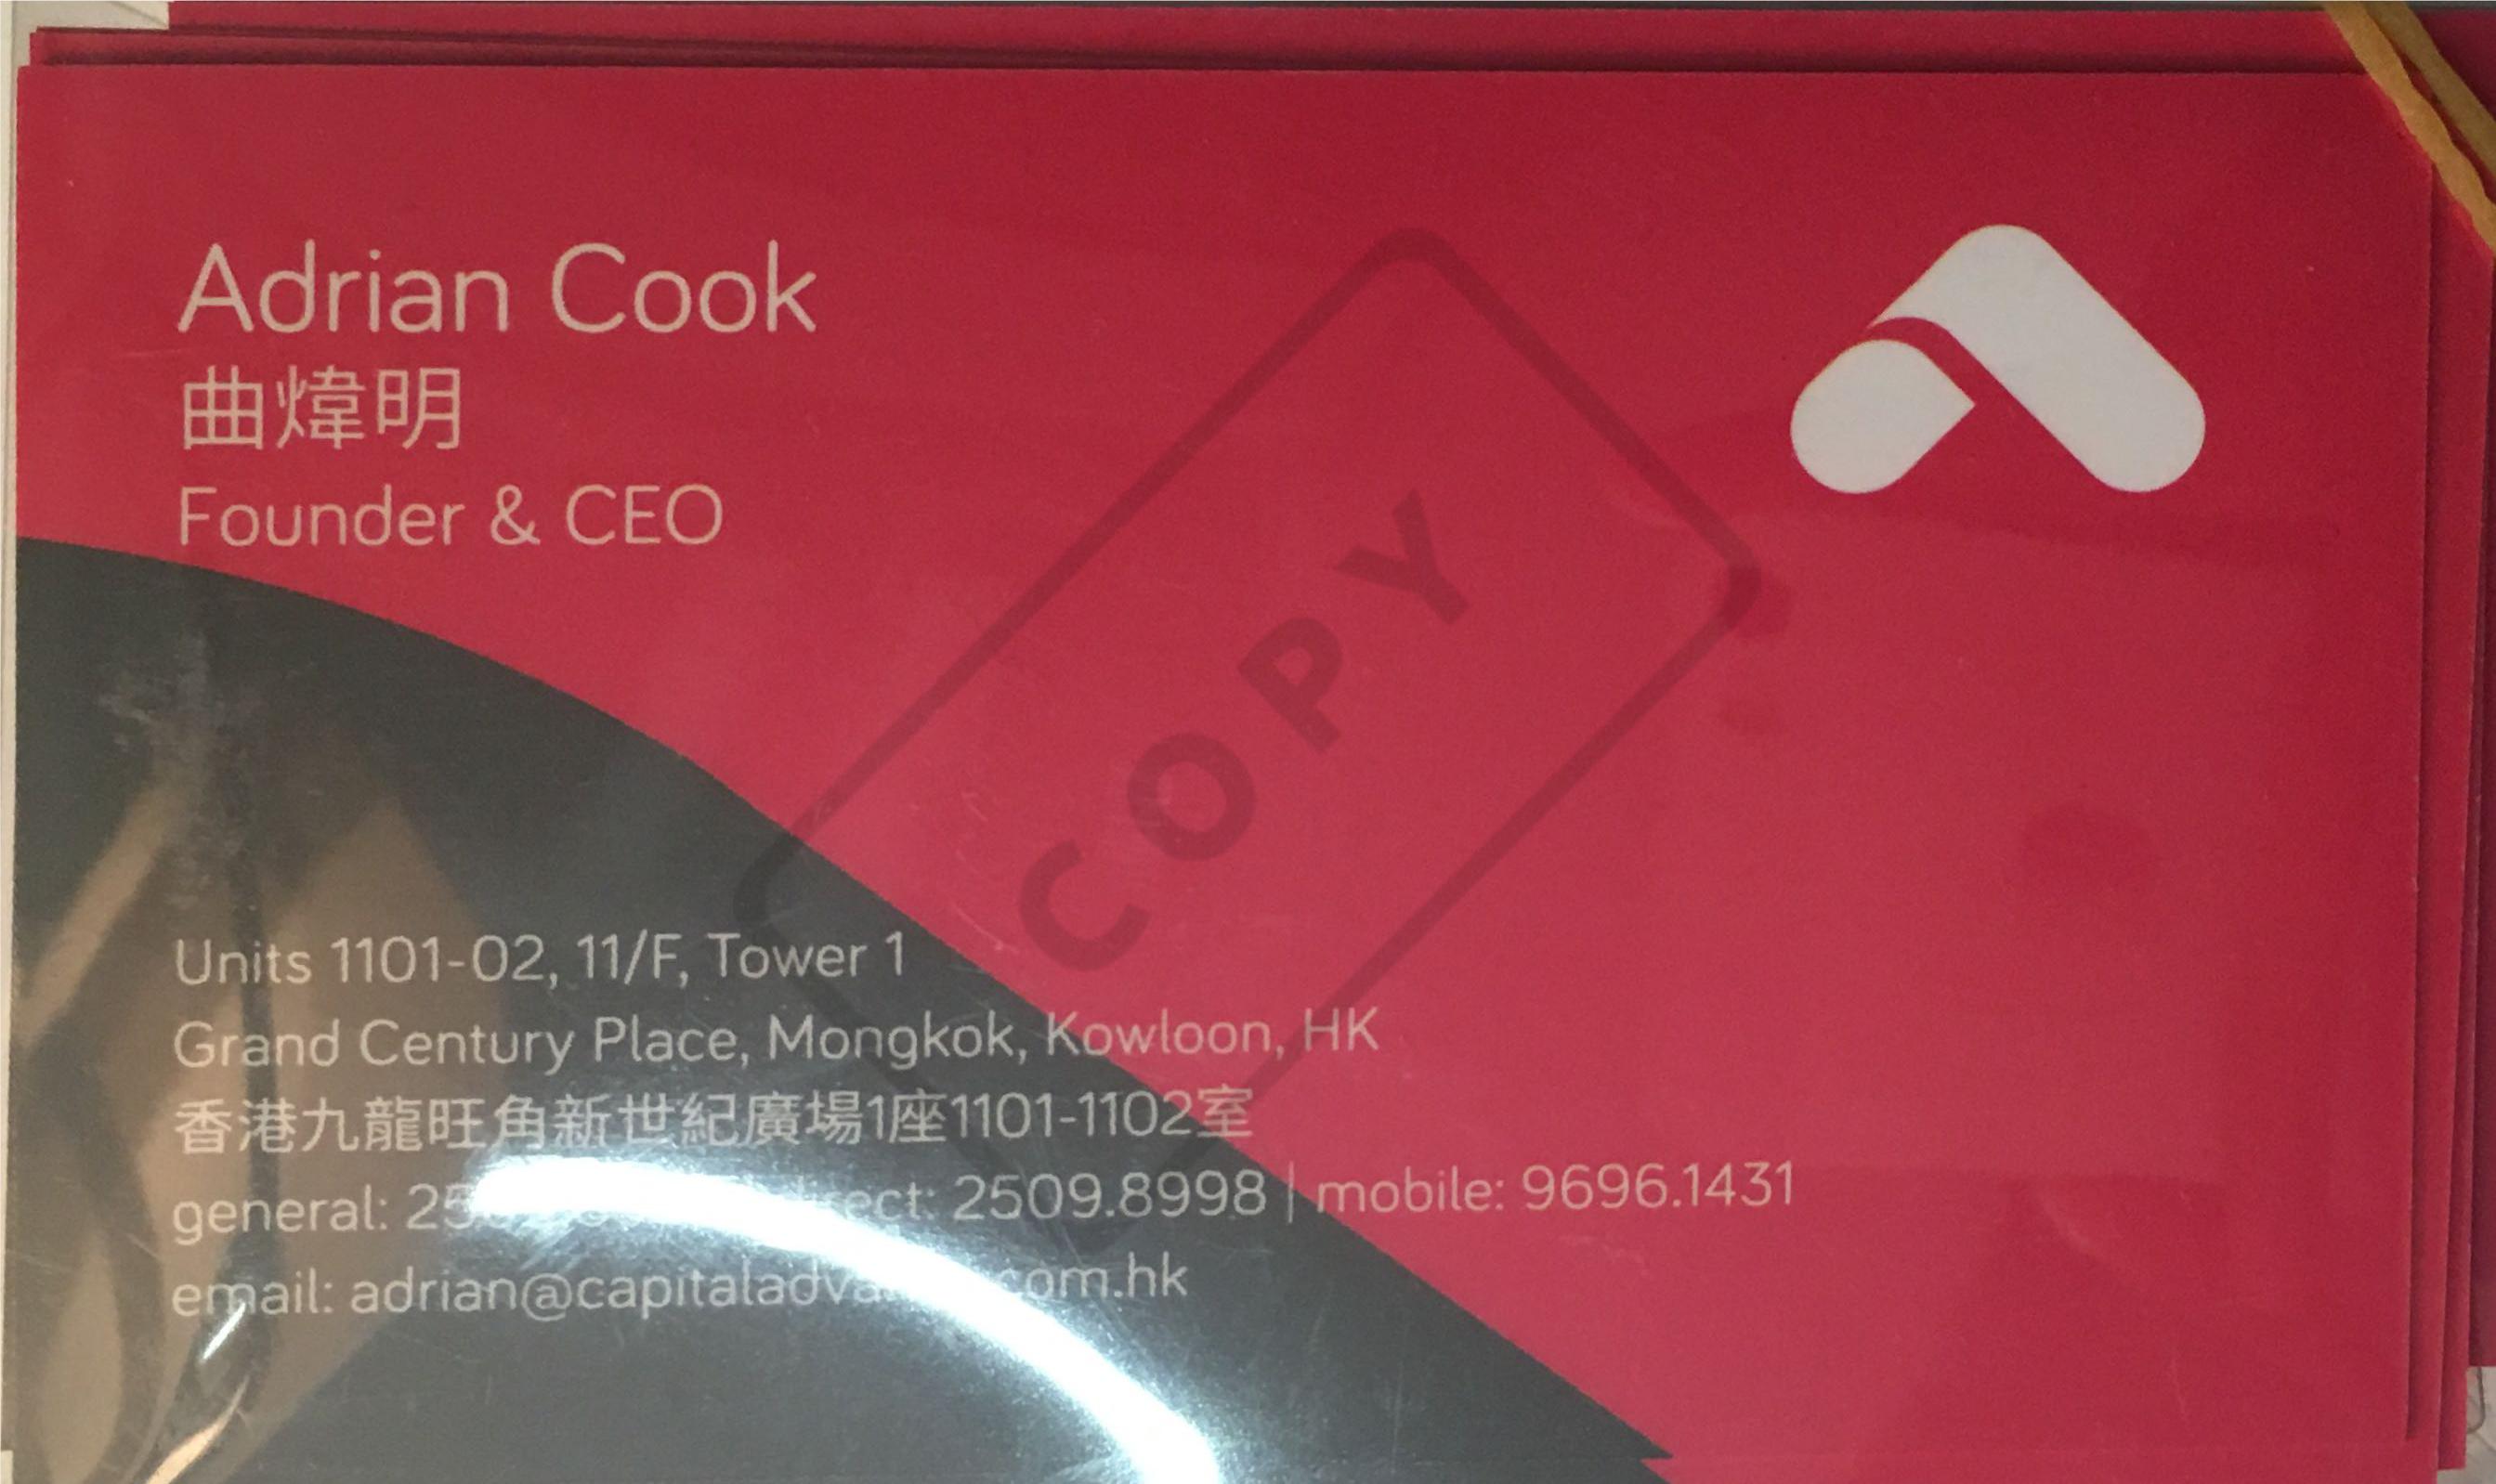 Adrian Cook
曲煒明
Founder & CEO
COPY
Units 1101-02, 11/F, Tower 1
Grand Century Place, Mongkok, Kowloon, HK
香港九龍旺角新世紀廣場1座1101-1102室
general: direct: 2509.8998 | mobile: 9696.1431
email: